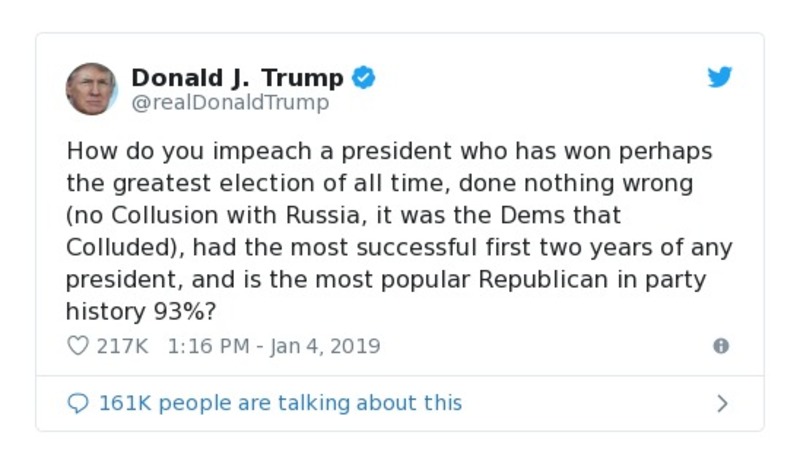 Donald J. Trump
@realDonaldTrump
How do you impeach a president who has won perhaps
the greatest election of all time, done nothing wrong
(no Collusion with Russia, it was the Dems that
Colluded), had the most successful first two years of any
president, and is the most popular Republican in party
history 93%?
217K 1:16 PM - Jan 4, 2019
161K people are talking about this